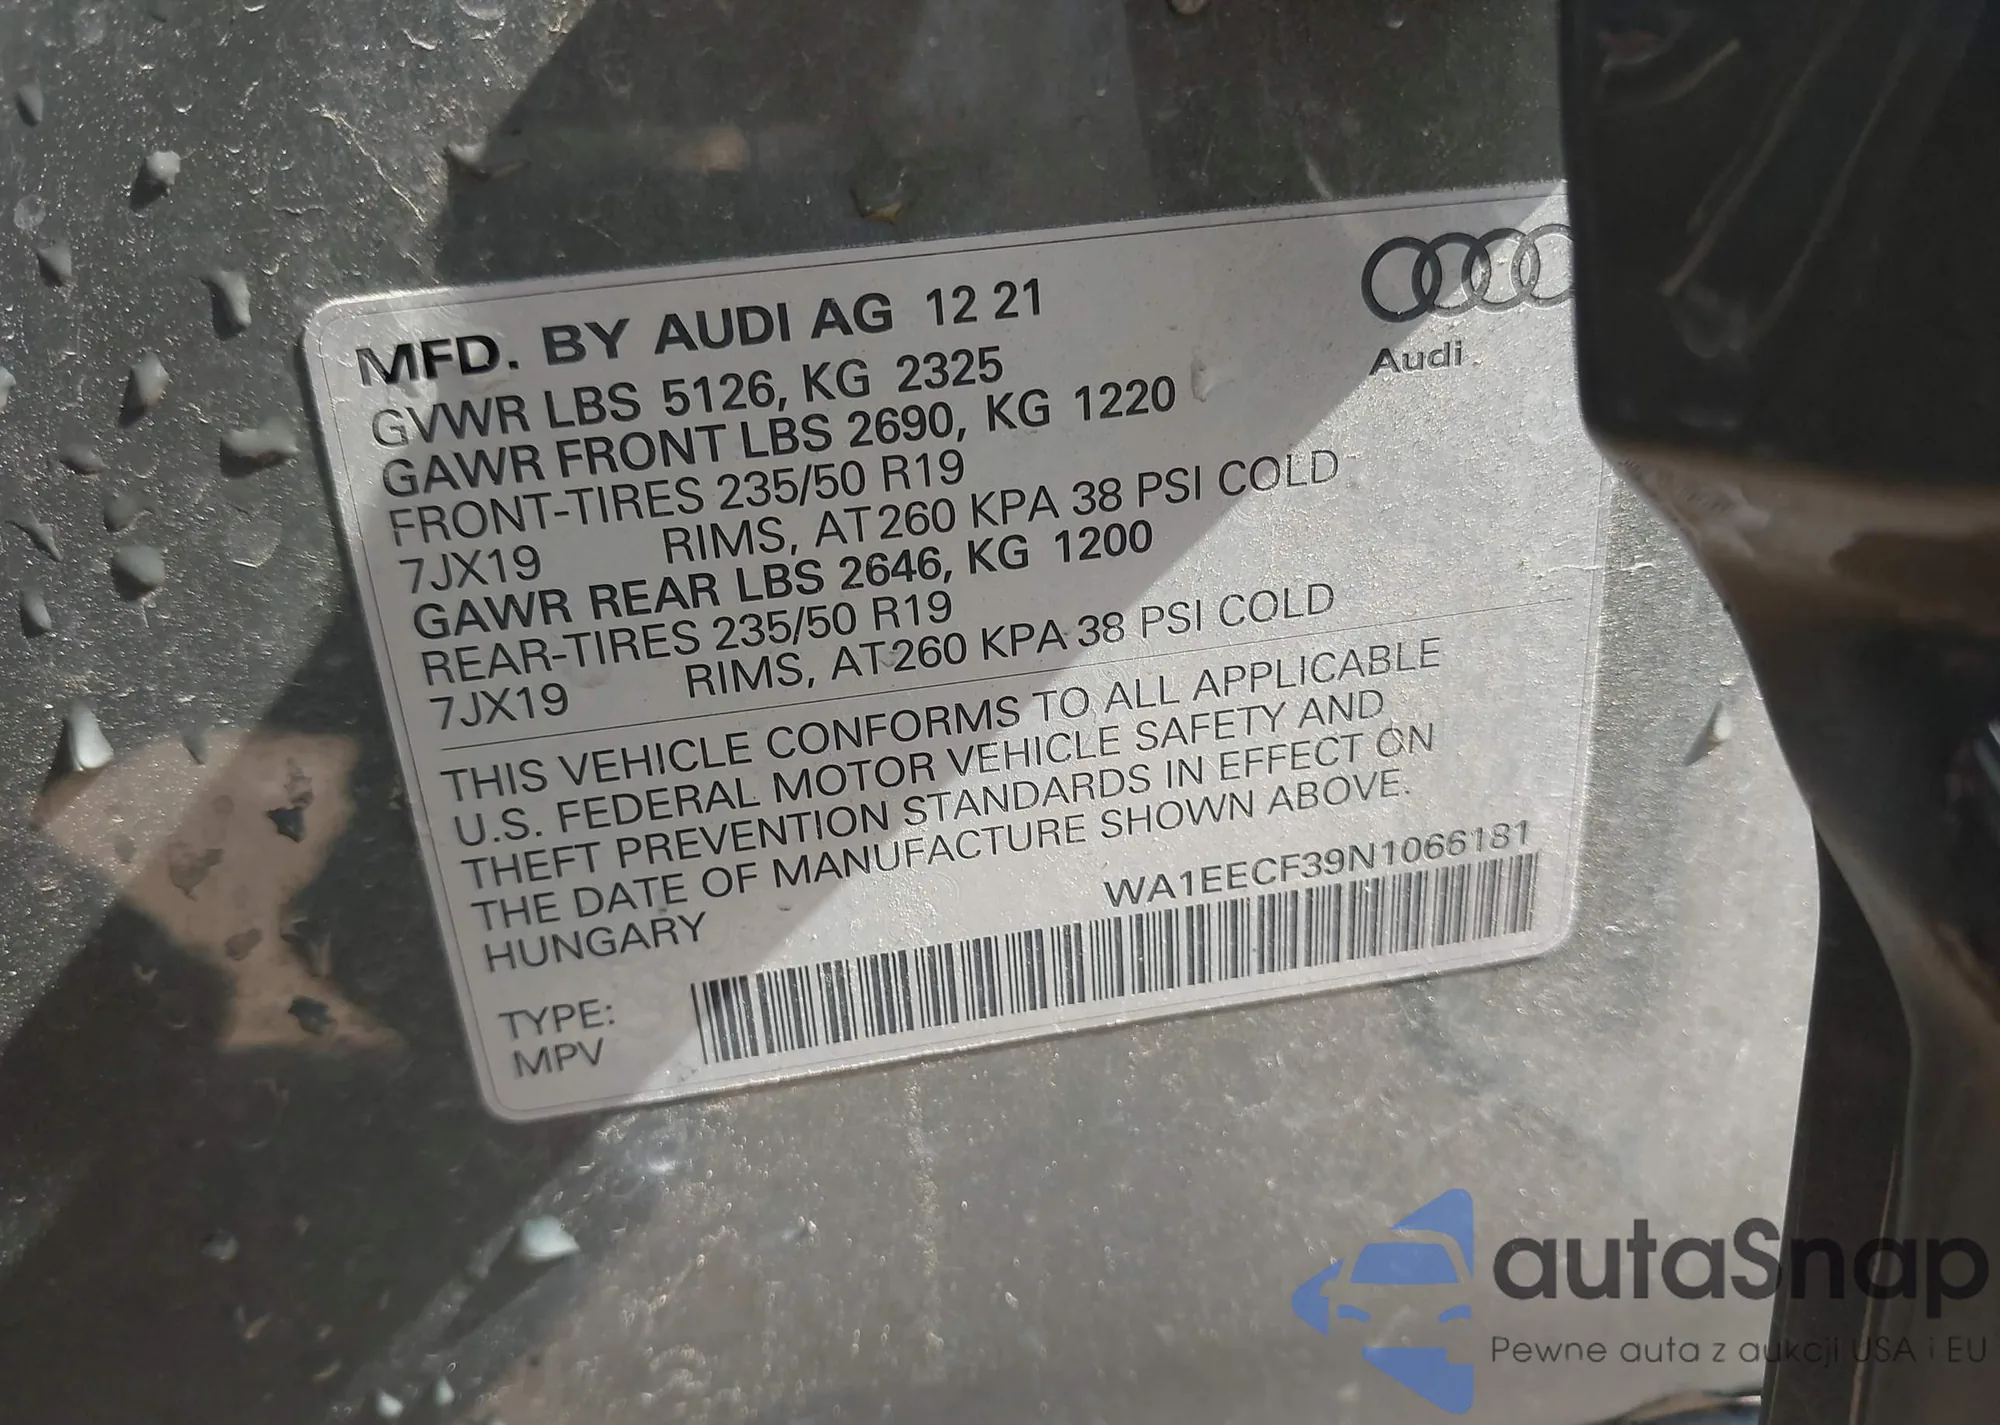 MFD. BY AUDI AG 12 21
GVWR LBS 5126, KG 2325
GAWR FRONT LBS 2690, KG 1220
FRONT-TIRES 235/50 R19
7JX19 RIMS, AT 260 KPA 38 PSI COLD
GAWR REAR LBS 2646, KG 1200
REAR-TIRES 235/50 R19
7JX19 RIMS, AT 260 KPA 38 PSI COLD
Audi
THIS VEHICLE CONFORMS TO ALL APPLICABLE
U.S. FEDERAL MOTOR VEHICLE SAFETY AND
THEFT PREVENTION STANDARDS IN EFFECT ON
THE DATE OF MANUFACTURE SHOWN ABOVE.
HUNGARY
WA1EECF39N1066181
TYPE:
MPV
autaSnap
Pewne auta z aukcji USA i EU